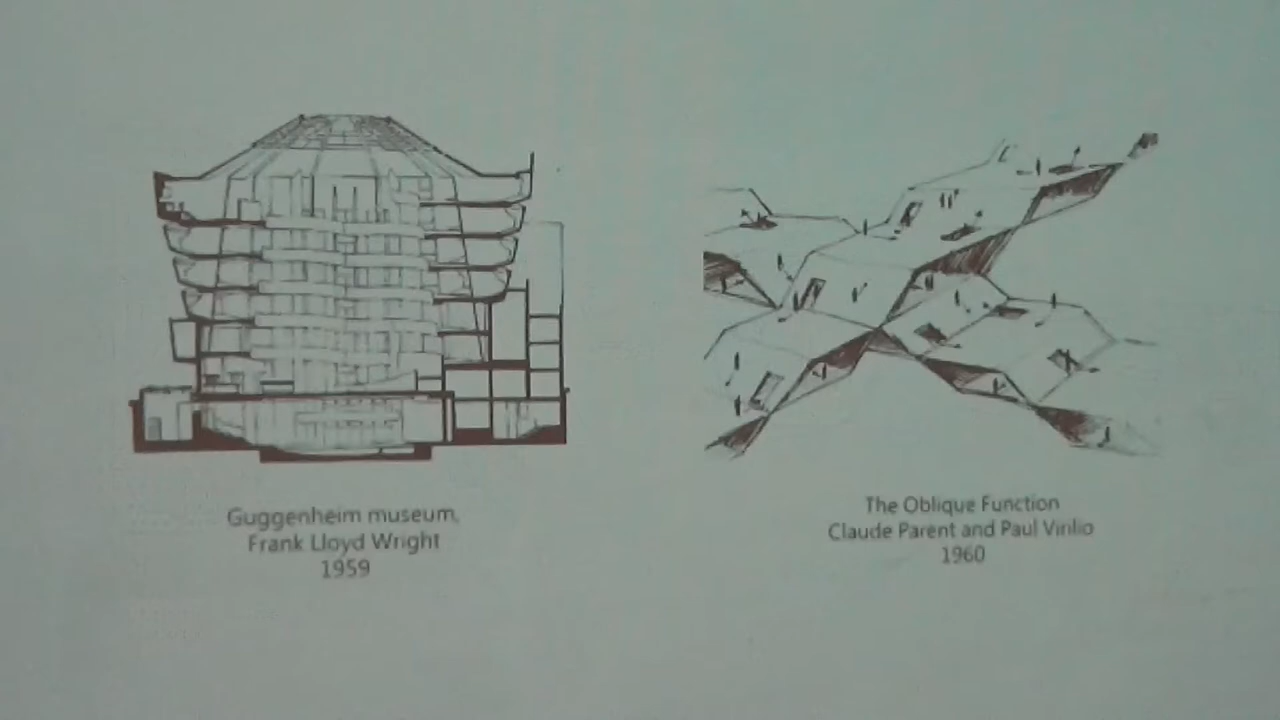 Guggenheim museum,
Frank Lloyd Wright
1959
The Oblique Function
Claude Parent and Paul Virilio
1960